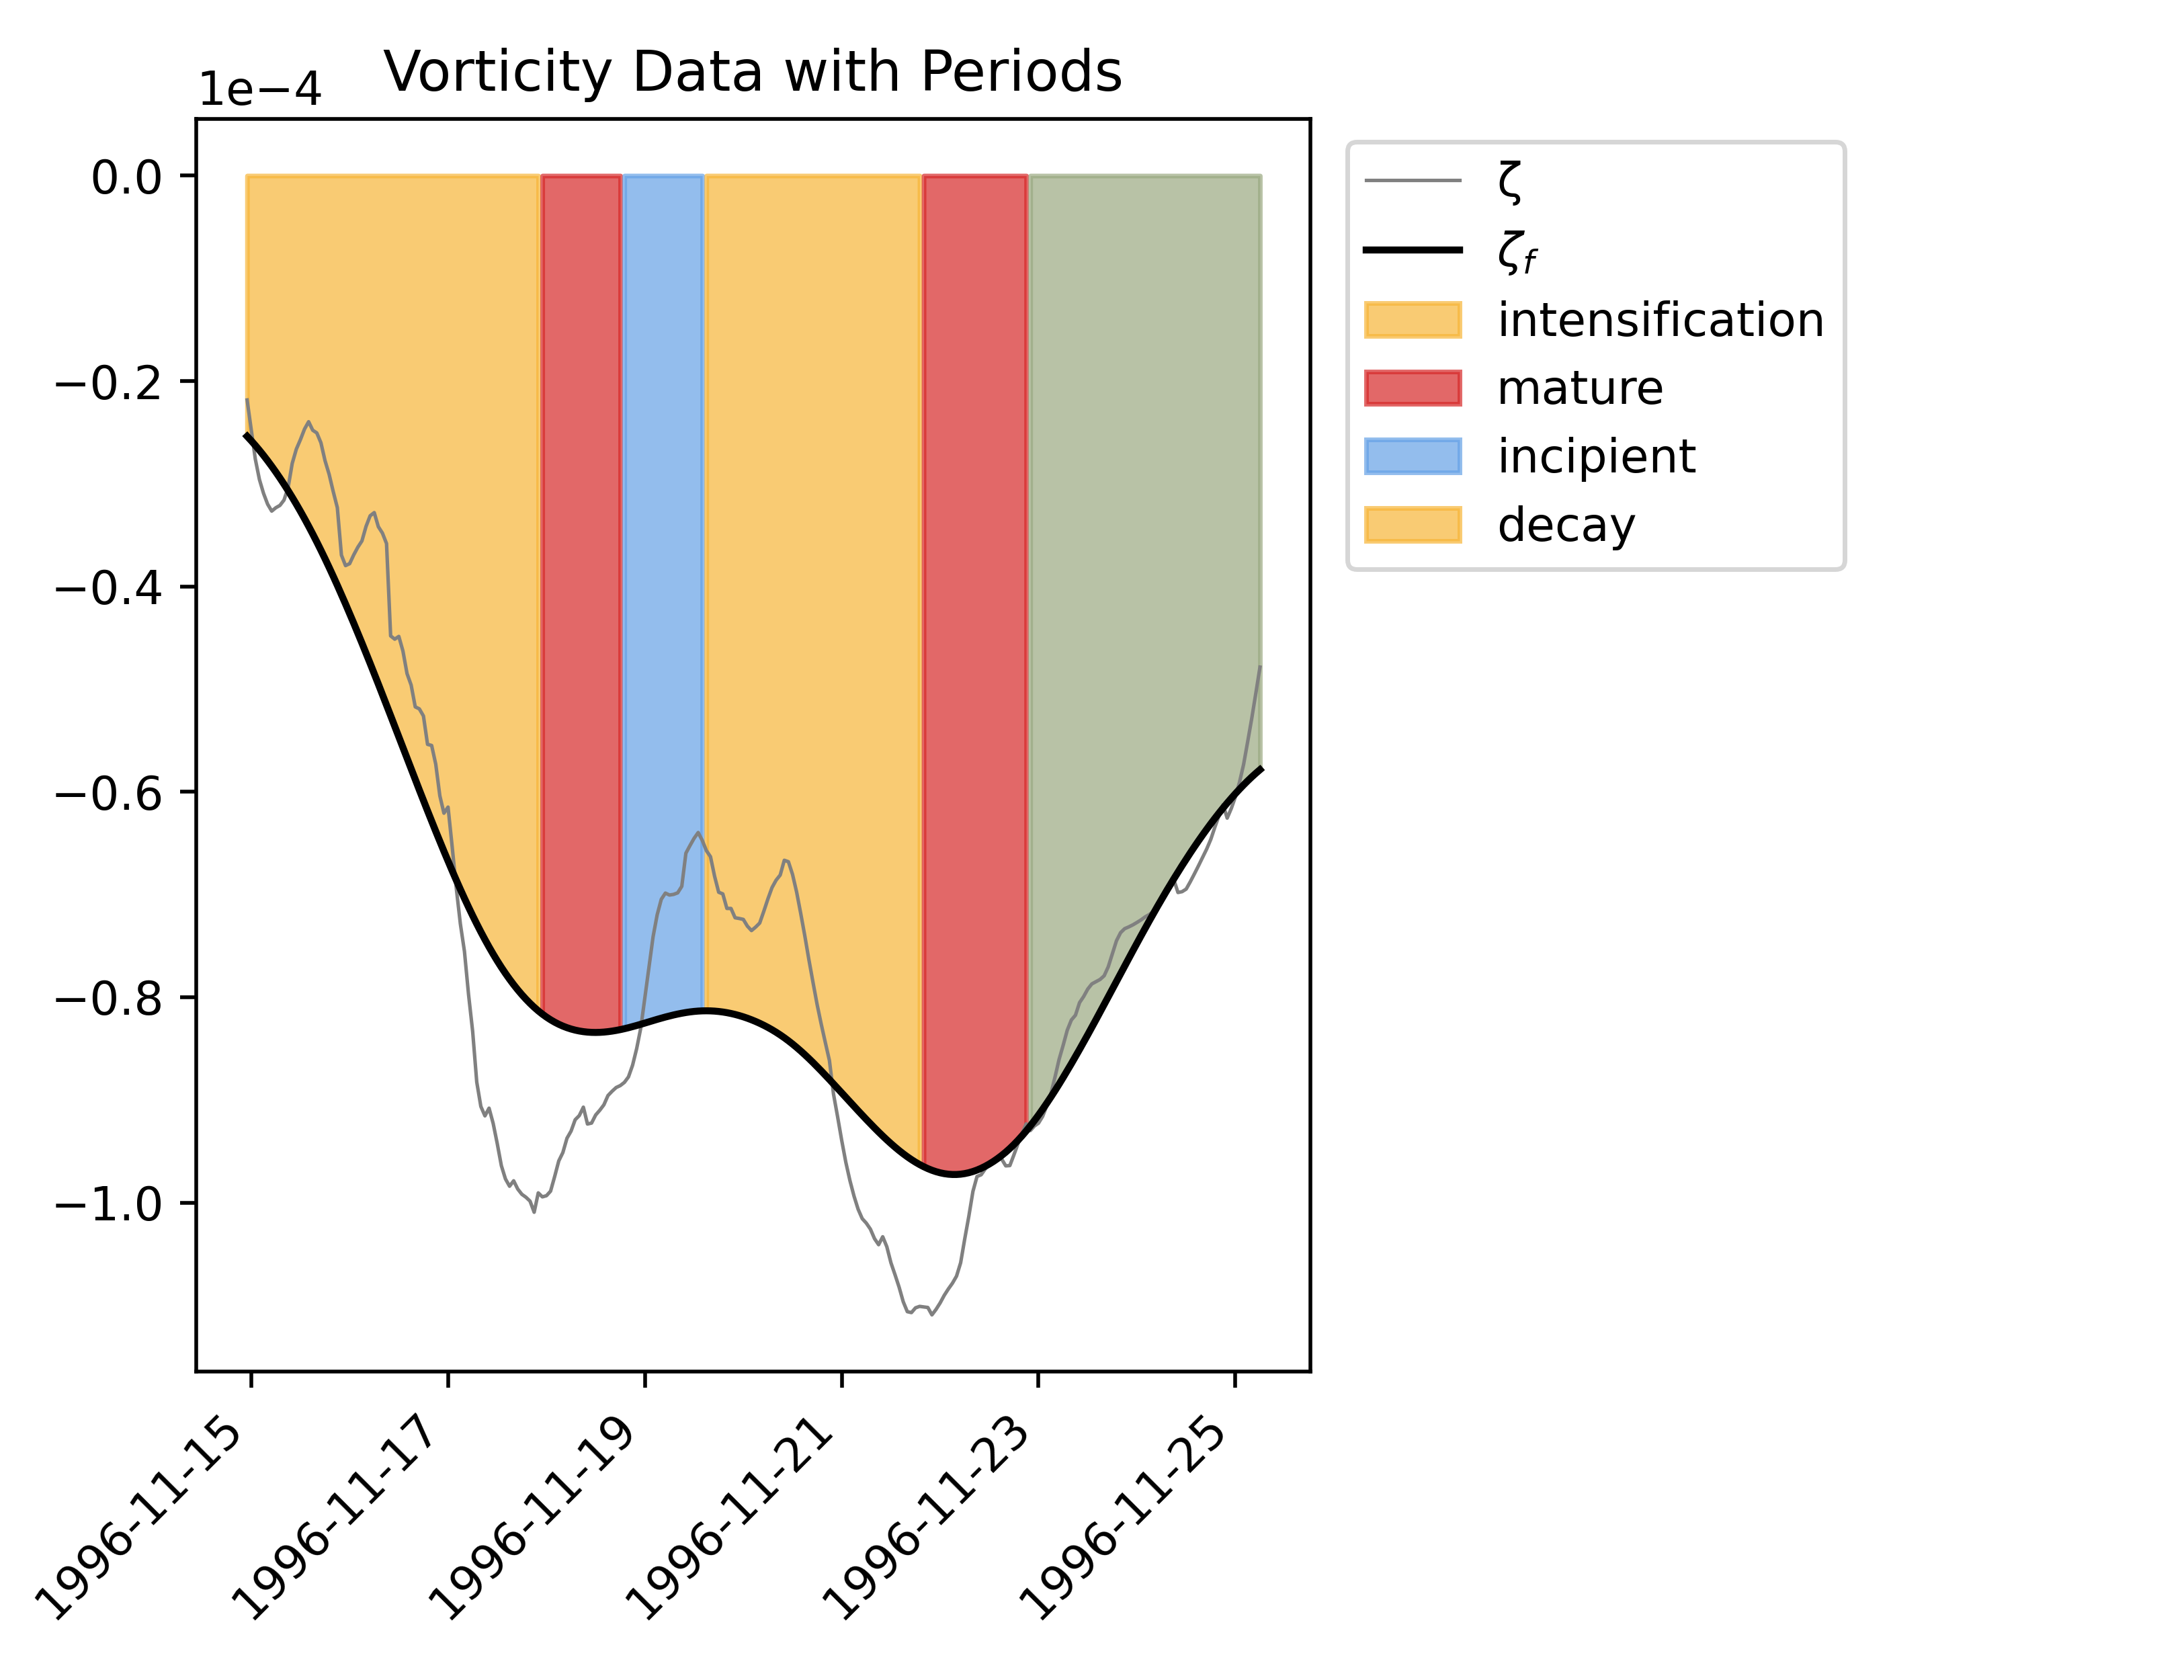 Vorticity Data with Periods
1e−4
0.0
−0.2
−0.4
−0.6
−0.8
−1.0
1996-11-15
1996-11-17
1996-11-19
1996-11-21
1996-11-23
1996-11-25
ζ
ζf
intensification
mature
incipient
decay